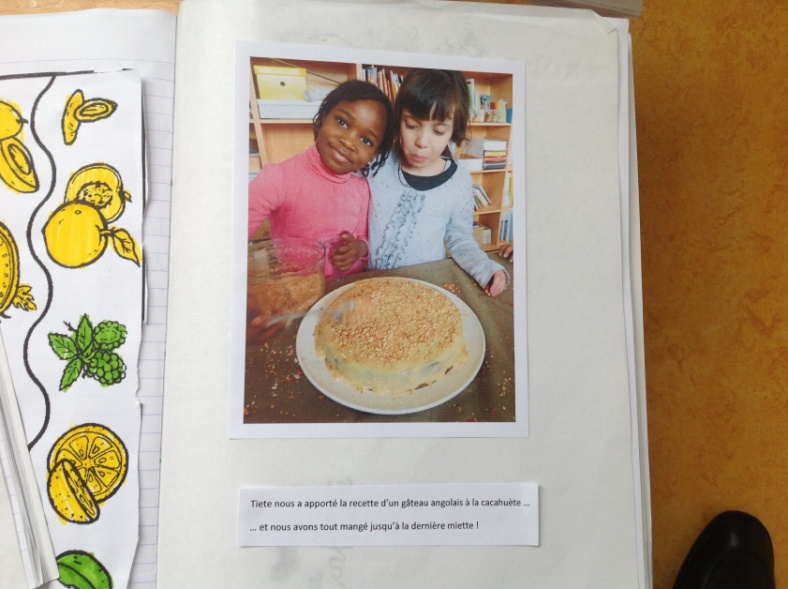 Tiete nous a apporté la recette d'un gâteau angolais à la cacahuète ...
... et nous avons tout mangé jusqu'à la dernière miette !